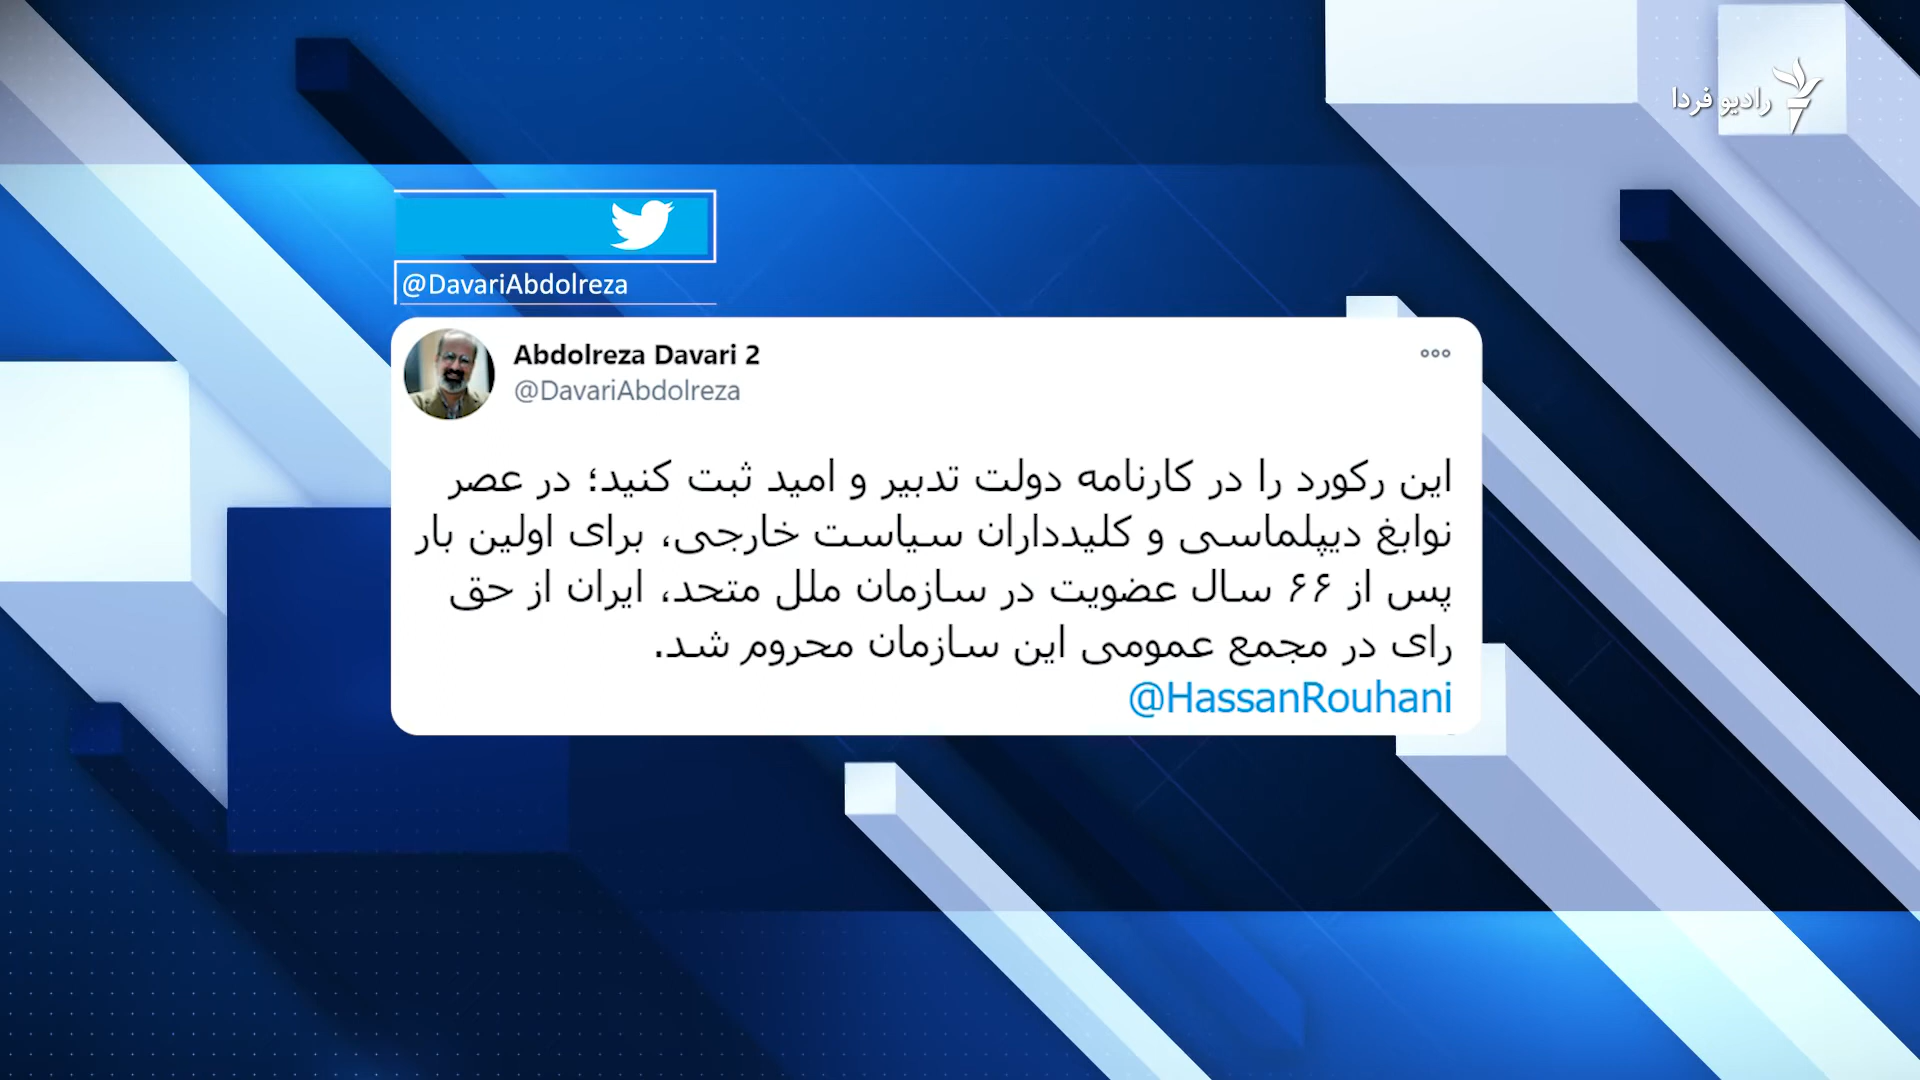 رادیو فردا
@DavariAbdolreza
Abdolreza Davari 2
@DavariAbdolreza
این رکورد را در کارنامه دولت تدبیر و امید ثبت کنید؛ در عصر
نوابغ دیپلماسی و کلیدداران سیاست خارجی، برای اولین بار
پس از ۶۶ سال عضویت در سازمان ملل متحد، ایران از حق
رای در مجمع عمومی این سازمان محروم شد.
@HassanRouhani